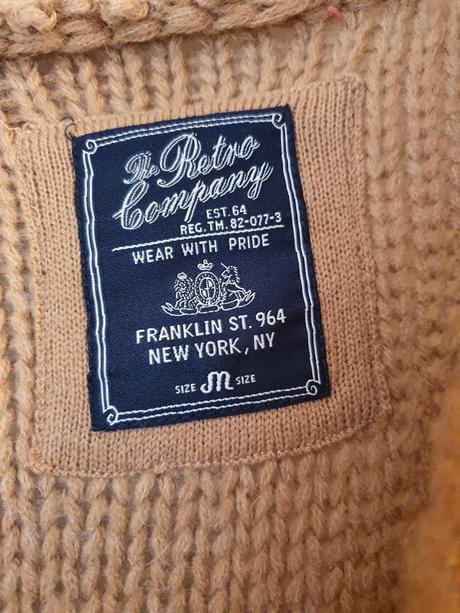 The Retro
Company
EST. 64
REG. TM. 82-077-3
WEAR WITH PRIDE
FRANKLIN ST. 964
NEW YORK, NY
SIZE M SIZE